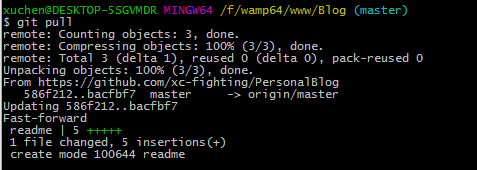 xuchen@DESKTOP-5SGVMDR MINGW64 /f/wamp64/www/Blog (master)
$ git pull
remote: Counting objects: 3, done.
remote: Compressing objects: 100% (3/3), done.
remote: Total 3 (delta 1), reused 0 (delta 0), pack-reused 0
Unpacking objects: 100% (3/3), done.
From https://github.com/xc-fighting/PersonalBlog
   586f212..bacfbf7  master     -> origin/master
Updating 586f212..bacfbf7
Fast-forward
 readme | 5 +++++
 1 file changed, 5 insertions(+)
 create mode 100644 readme